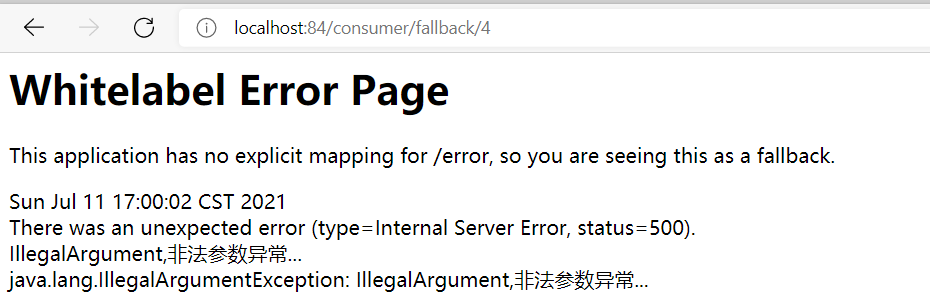 localhost:84/consumer/fallback/4
Whitelabel Error Page
This application has no explicit mapping for /error, so you are seeing this as a fallback.
Sun Jul 11 17:00:02 CST 2021
There was an unexpected error (type=Internal Server Error, status=500).
IllegalArgument,非法参数异常...
java.lang.IllegalArgumentException: IllegalArgument,非法参数异常...